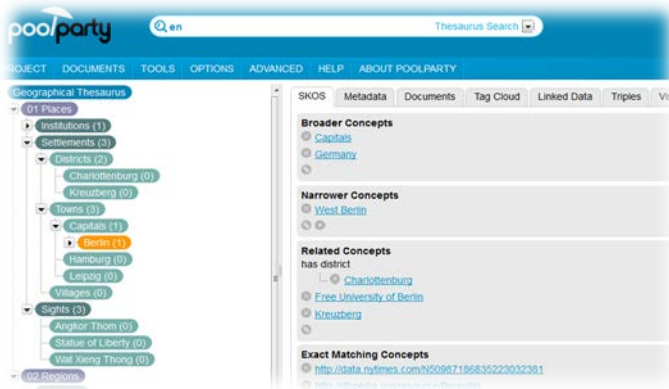 poolparty
en
Thesaurus Search
PROJECT DOCUMENTS TOOLS OPTIONS ADVANCED HELP ABOUT POOLPARTY
Geographical Thesaurus
01 Places
Institutions (1)
Settlements (3)
Districts (2)
Charlottenburg (0)
Kreuzberg (0)
Towns (3)
Capitals (1)
Berlin (1)
Hamburg (0)
Leipzig (0)
Villages (0)
Sights (3)
Angkor Thom (0)
Statue of Liberty (0)
Wat Xieng Thong (0)
02 Regions
SKOS Metadata Documents Tag Cloud Linked Data Triples
Broader Concepts
Capitals
Germany
Narrower Concepts
West Berlin
Related Concepts
has district
Charlottenburg
Free University of Berlin
Kreuzberg
Exact Matching Concepts
http://data.nytimes.com/N50987186835223032381